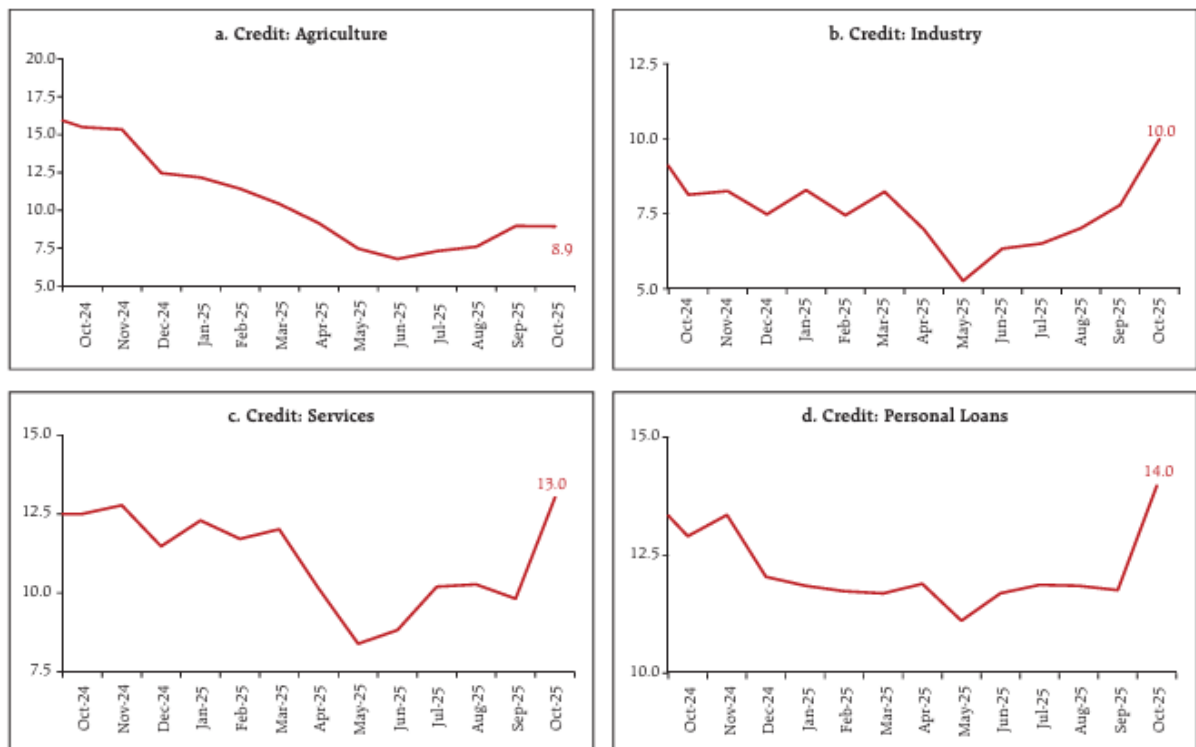 a. Credit: Agriculture
20.0
17.5
15.0
12.5
10.0
7.5
5.0
8.9
Oct-24
Nov-24
Dec-24
Jan-25
Feb-25
Mar-25
Apr-25
May-25
Jun-25
Jul-25
Aug-25
Sep-25
Oct-25
b. Credit: Industry
12.5
10.0
7.5
5.0
10.0
Oct-24
Nov-24
Dec-24
Jan-25
Feb-25
Mar-25
Apr-25
May-25
Jun-25
Jul-25
Aug-25
Sep-25
Oct-25
c. Credit: Services
15.0
12.5
10.0
7.5
13.0
Oct-24
Nov-24
Dec-24
Jan-25
Feb-25
Mar-25
Apr-25
May-25
Jun-25
Jul-25
Aug-25
Sep-25
Oct-25
d. Credit: Personal Loans
15.0
12.5
10.0
14.0
Oct-24
Nov-24
Dec-24
Jan-25
Feb-25
Mar-25
Apr-25
May-25
Jun-25
Jul-25
Aug-25
Sep-25
Oct-25